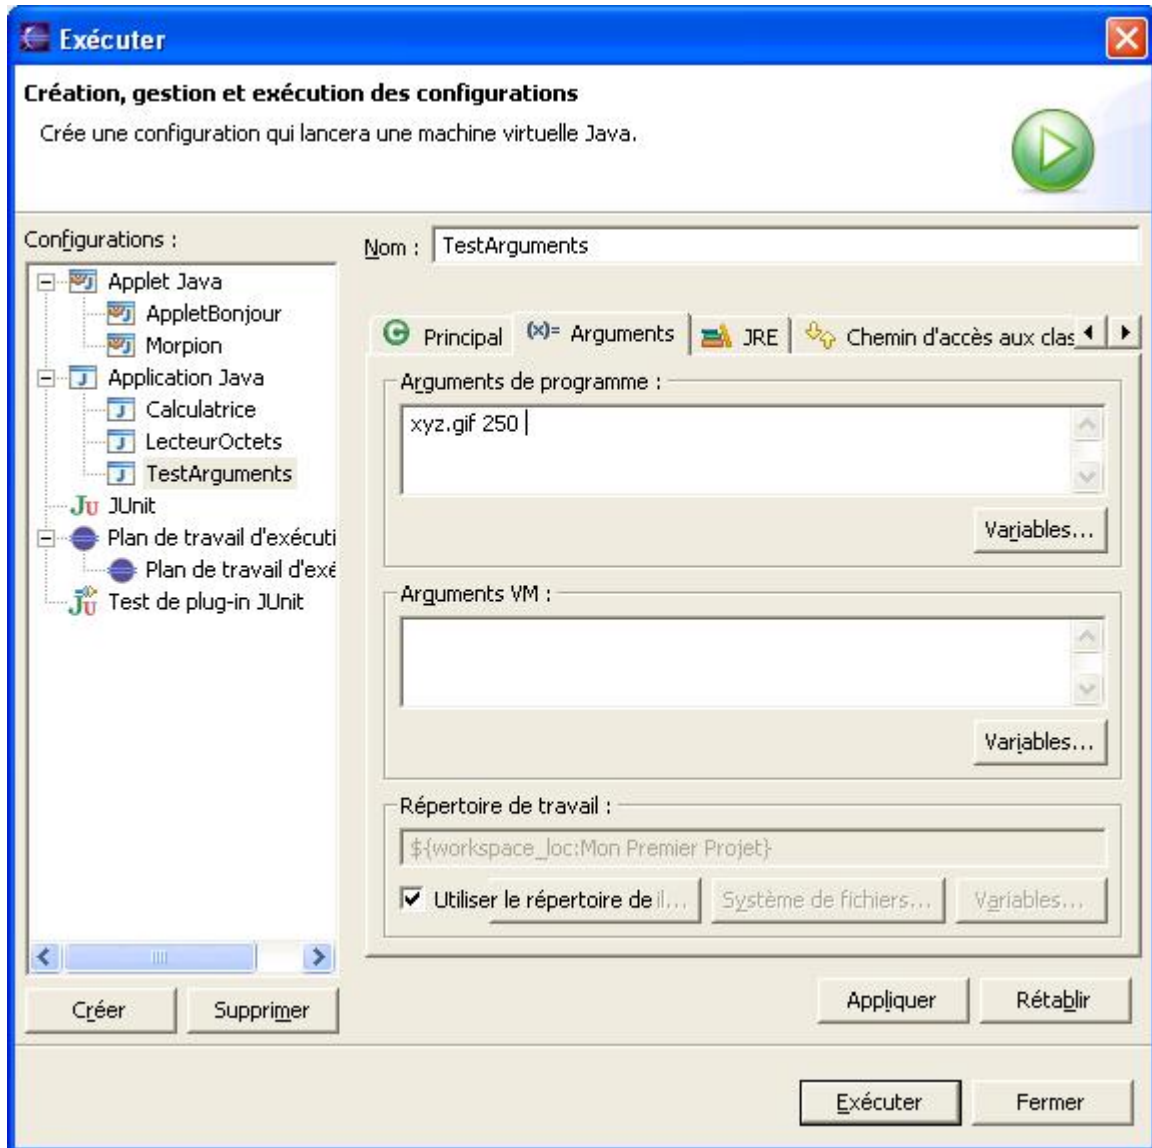 Exécuter
Création, gestion et exécution des configurations
Crée une configuration qui lancera une machine virtuelle Java.
Configurations :
Applet Java
AppletBonjour
Morpion
Application Java
Calculatrice
LecteurOctets
TestArguments
JUnit
Plan de travail d'exécuti
Plan de travail d'exé
Test de plug-in JUnit
Créer
Supprimer
Nom :
TestArguments
Principal
(x)= Arguments
JRE
Chemin d'accès aux clas
Arguments de programme :
xyz.gif 250
Variables...
Arguments VM :
Variables...
Répertoire de travail :
${workspace_loc:Mon Premier Projet}
Utiliser le répertoire de il...
Système de fichiers...
Variables...
Appliquer
Rétablir
Exécuter
Fermer